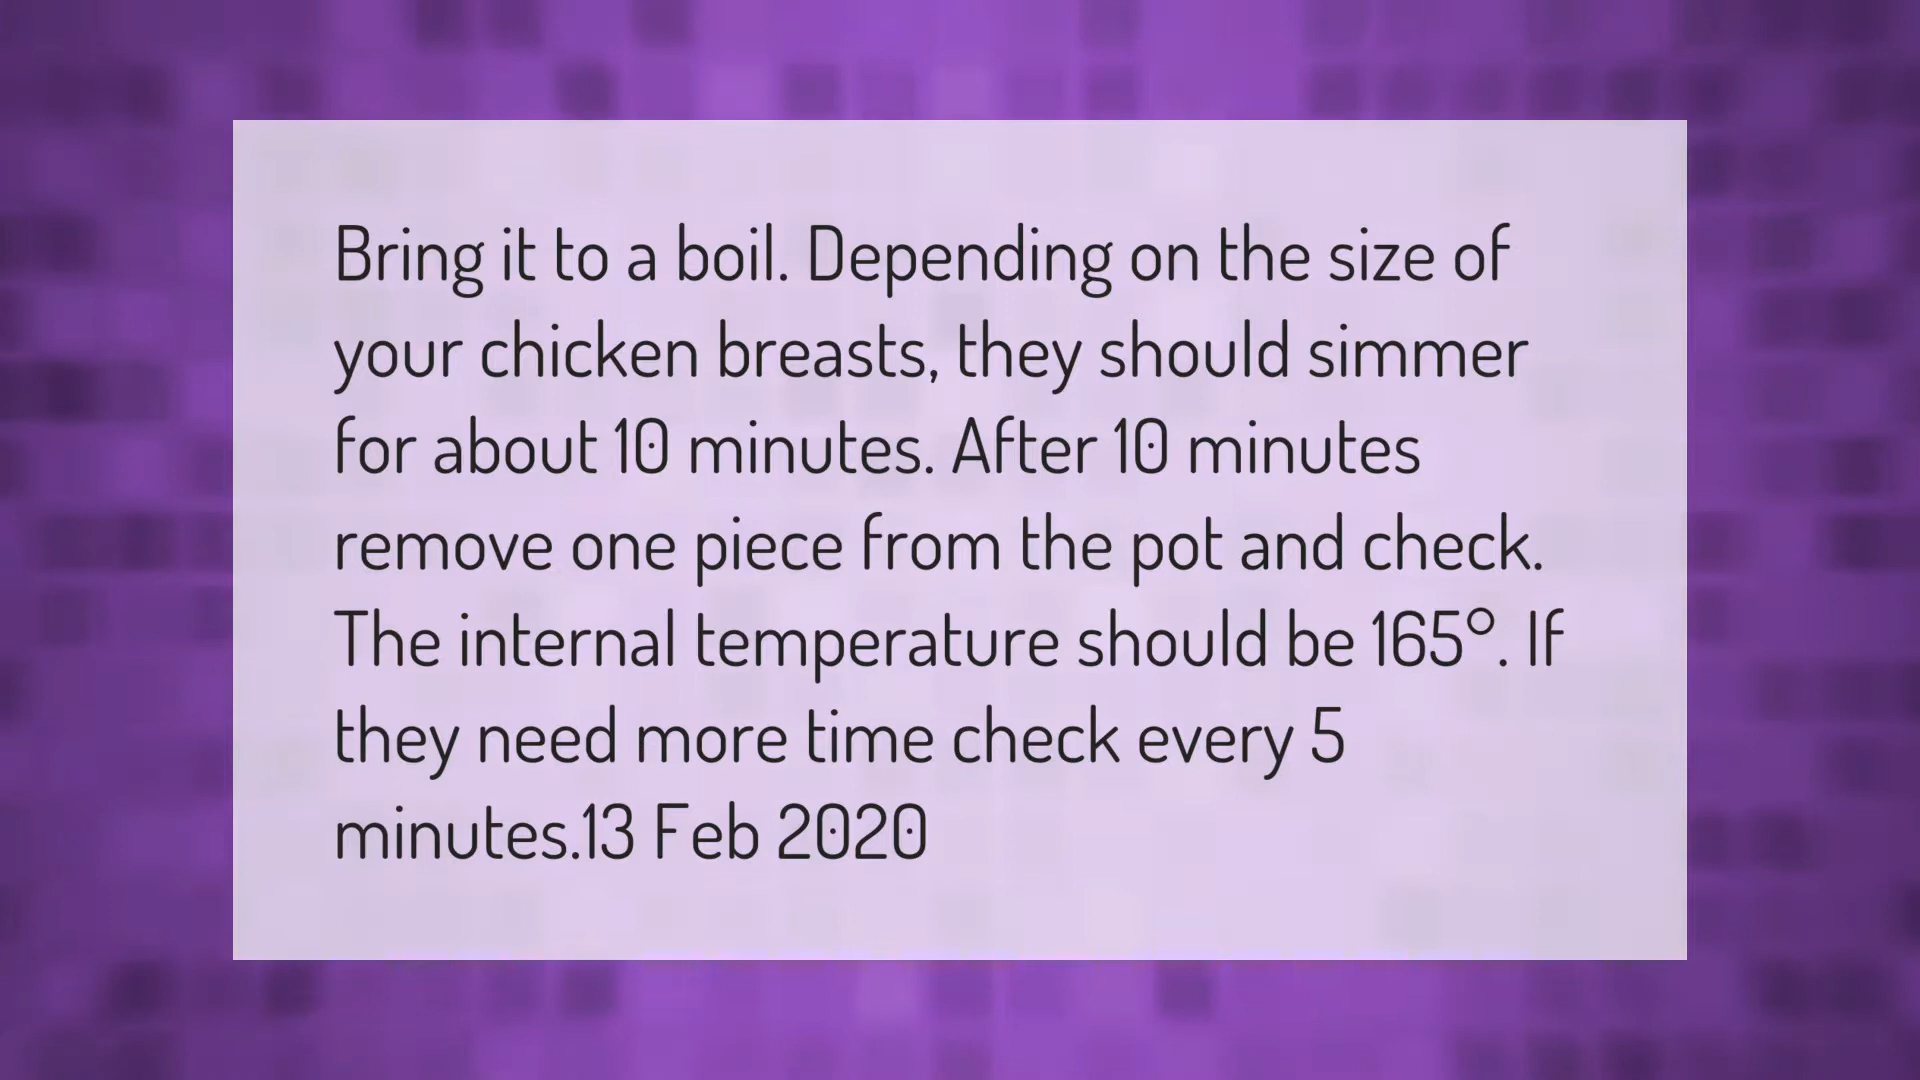 Bring it to a boil. Depending on the size of
your chicken breasts, they should simmer
for about 10 minutes. After 10 minutes
remove one piece from the pot and check.
The internal temperature should be 165°. If
they need more time check every 5
minutes.13 Feb 2020